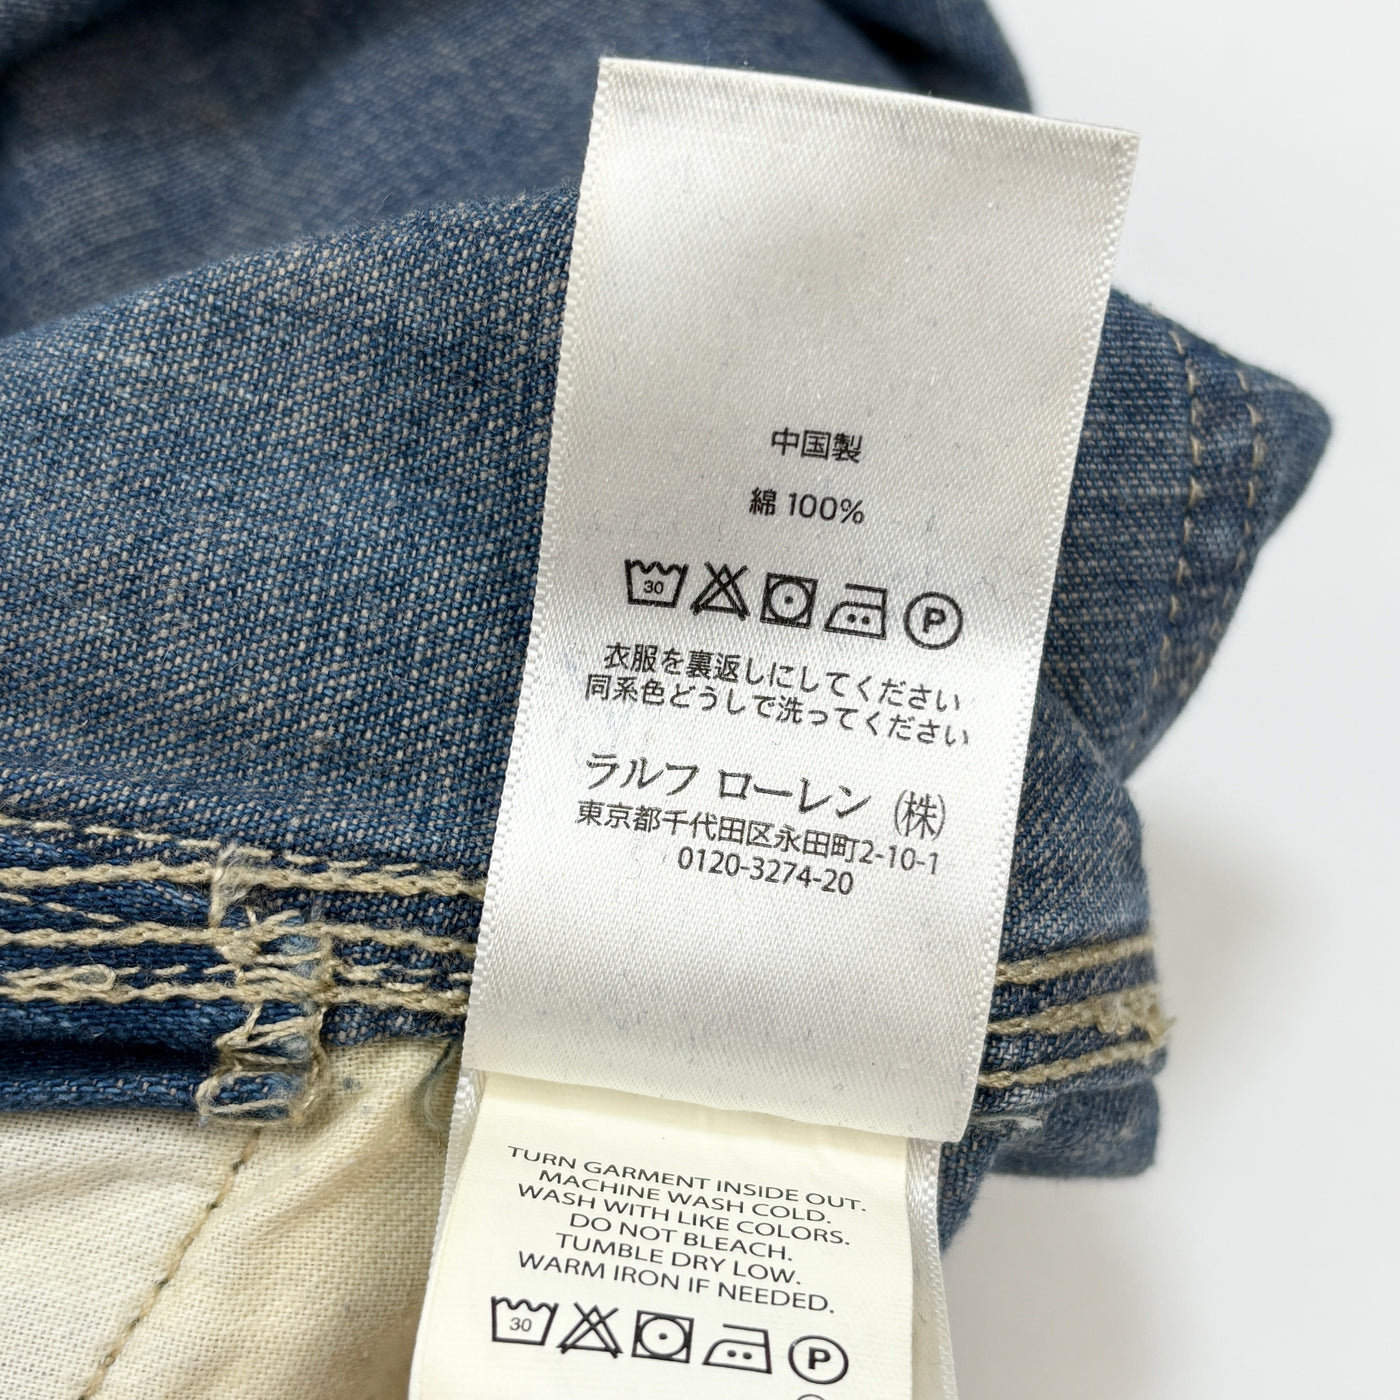 中国製
綿 100%
30
P
衣服を裏返しにしてください
同系色どうしで洗ってください
ラルフ ローレン (株)
東京都千代田区永田町2-10-1
0120-3274-20
TURN GARMENT INSIDE OUT.
MACHINE WASH COLD.
WASH WITH LIKE COLORS.
DO NOT BLEACH.
TUMBLE DRY LOW.
WARM IRON IF NEEDED.
30
P